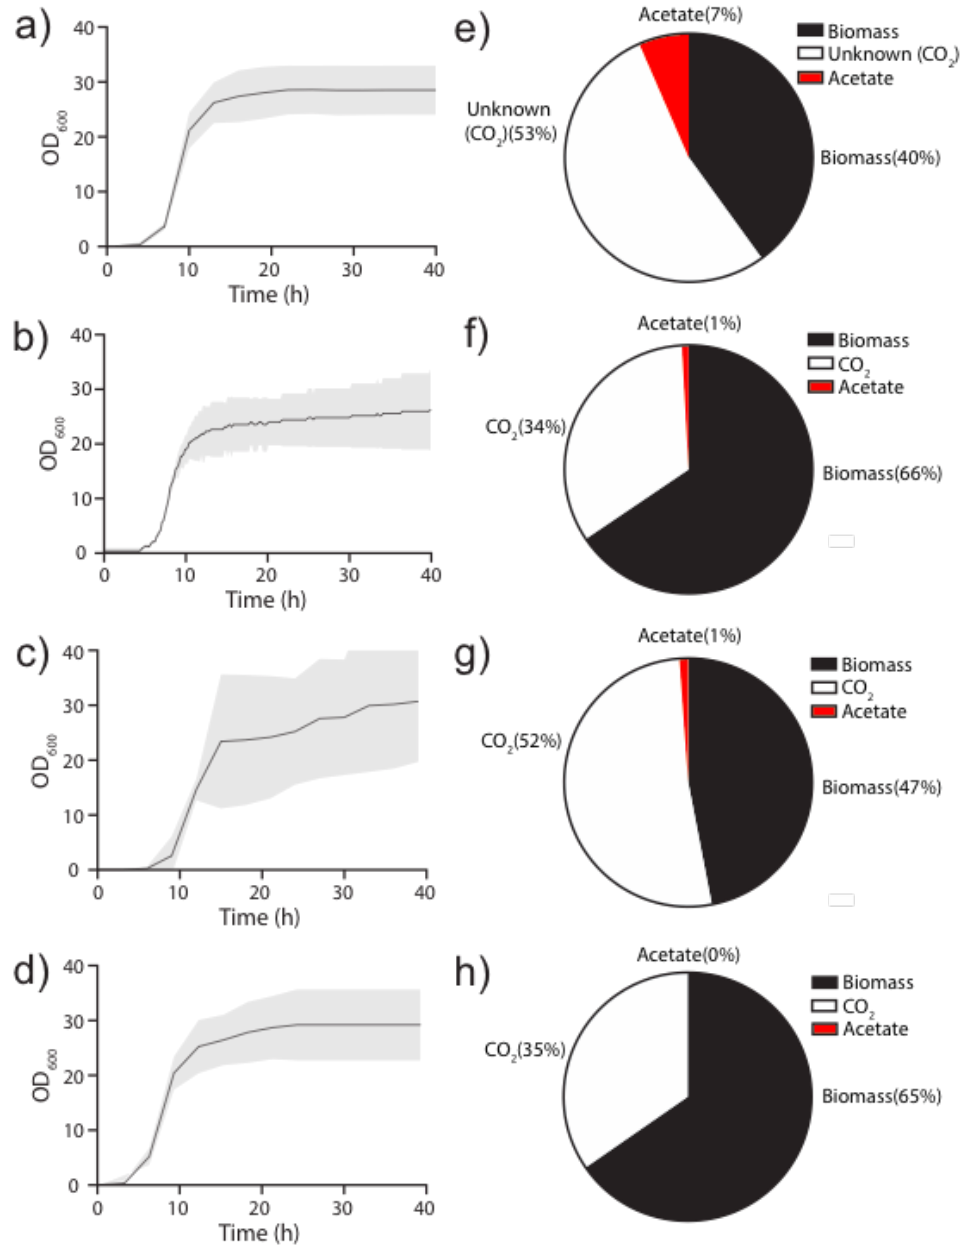 a)
40
30
20
10
0
OD600
0 10 20 30 40
Time (h)
e)
Acetate(7%)
Biomass
Unknown (CO2)
Acetate
Unknown
(CO2)(53%)
Biomass(40%)
b)
40
30
20
10
0
OD600
0 10 20 30 40
Time (h)
f)
Acetate(1%)
Biomass
CO2
Acetate
CO2(34%)
Biomass(66%)
c)
40
30
20
10
0
OD600
0 10 20 30 40
Time (h)
g)
Acetate(1%)
Biomass
CO2
Acetate
CO2(52%)
Biomass(47%)
d)
40
30
20
10
0
OD600
0 10 20 30 40
Time (h)
h)
Acetate(0%)
Biomass
CO2
Acetate
CO2(35%)
Biomass(65%)